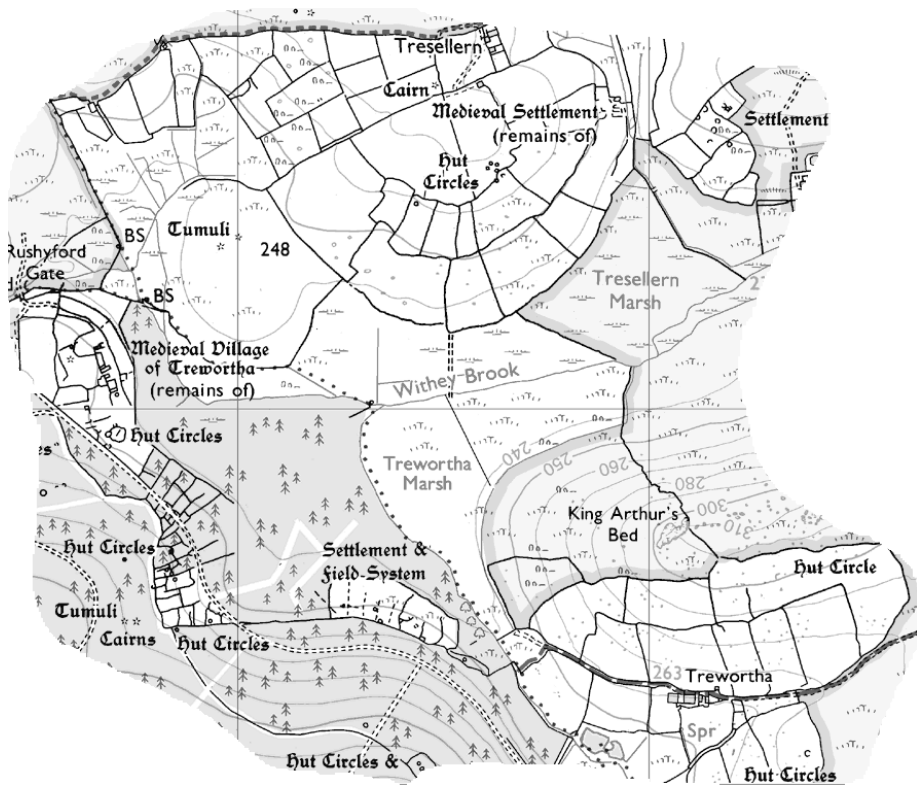 Tresellern
Cairn
Medieval Settlement
(remains of)
Settlement
Hut
Circles
BS
Tumuli
248
Rushyford
Gate
Tresellern
Marsh
BS
Medieval Village
of Trewortha
(remains of)
Withey Brook
Hut Circles
es
Trewortha
Marsh
240
250
260
280
300
310
King Arthur's
Bed
Hut Circles
Settlement &
Field-System
Hut Circle
Tumuli
Cairns
Hut Circles
263
Trewortha
Spr
Hut Circles &
Hut Circles